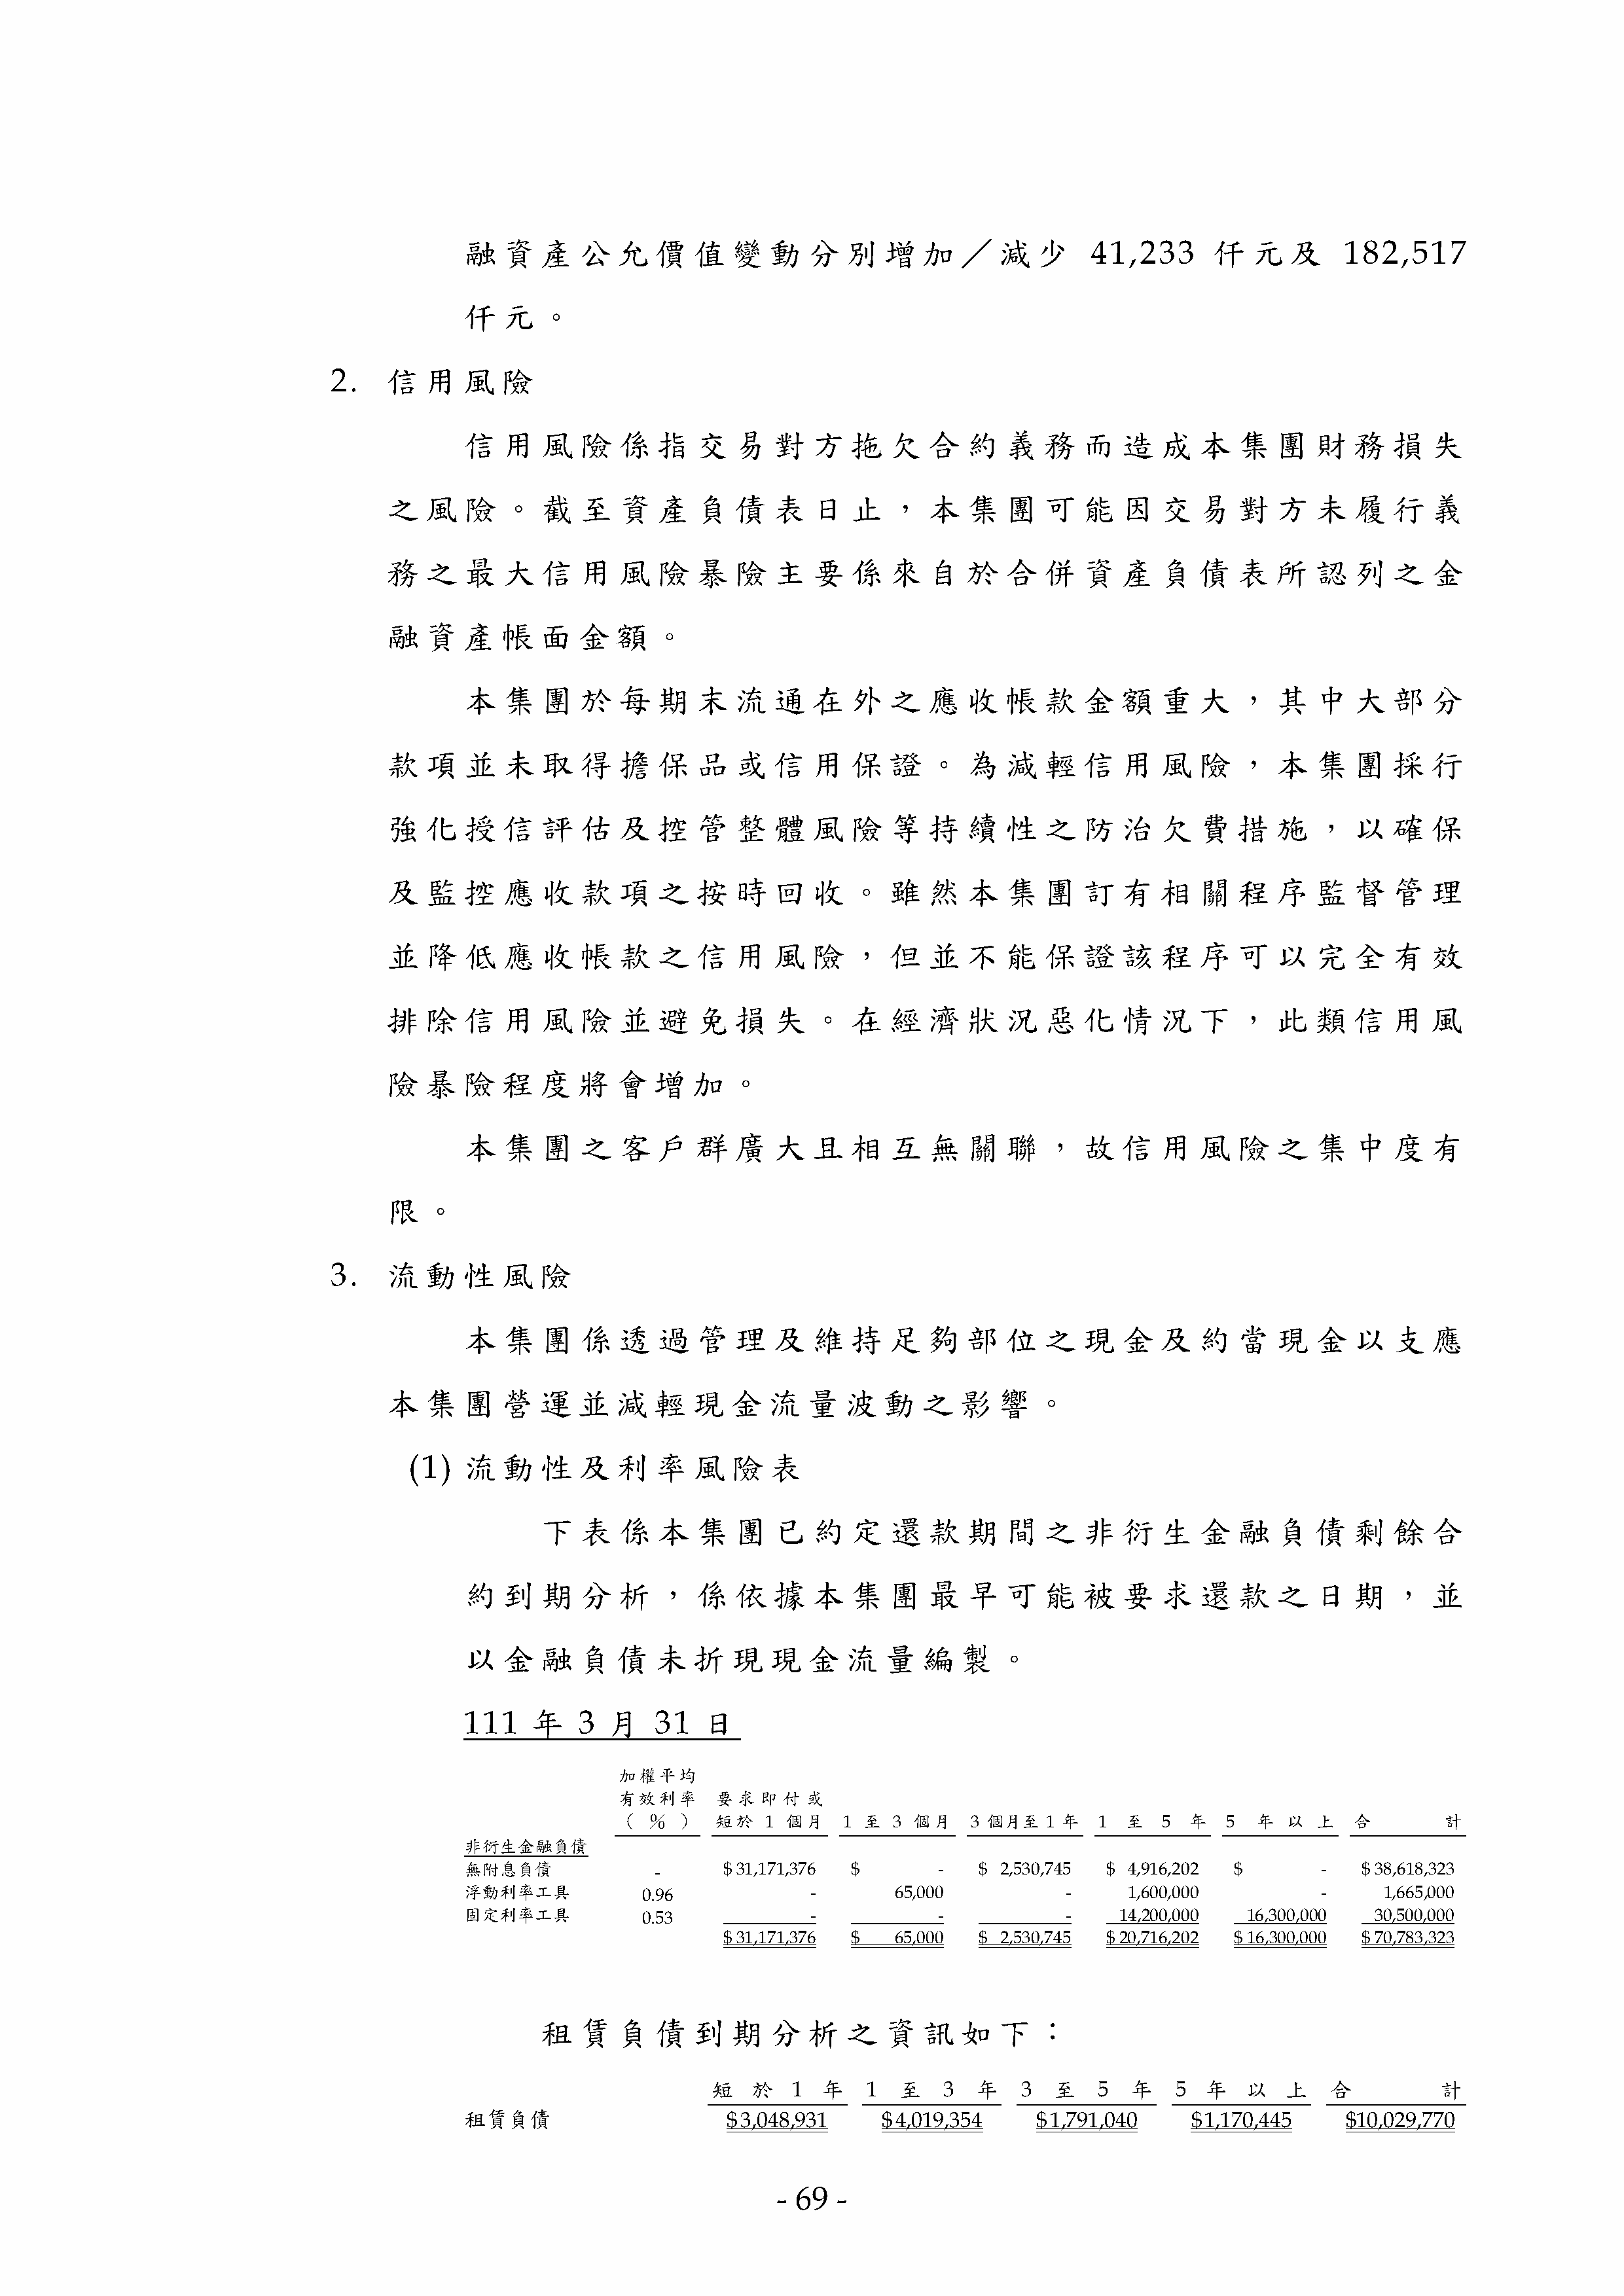 融資產公允價值變動分別增加／減少 41,233 仟元及 182,517
仟元。
2. 信用風險
信用風險係指交易對方拖欠合約義務而造成本集團財務損失
之風險。截至資產負債表日止，本集團可能因交易對方未履行義
務之最大信用風險暴險主要係來自於合併資產負債表所認列之金
融資產帳面金額。
本集團於每期末流通在外之應收帳款金額重大，其中大部分
款項並未取得擔保品或信用保證。為減輕信用風險，本集團採行
強化授信評估及控管整體風險等持續性之防治欠費措施，以確保
及監控應收款項之按時回收。雖然本集團訂有相關程序監督管理
並降低應收帳款之信用風險，但並不能保證該程序可以完全有效
排除信用風險並避免損失。在經濟狀況惡化情況下，此類信用風
險暴險程度將會增加。
本集團之客戶群廣大且相互無關聯，故信用風險之集中度有
限。
3. 流動性風險
本集團係透過管理及維持足夠部位之現金及約當現金以支應
本集團營運並減輕現金流量波動之影響。
(1) 流動性及利率風險表
下表係本集團已約定還款期間之非衍生金融負債剩餘合
約到期分析，係依據本集團最早可能被要求還款之日期，並
以金融負債未折現現金流量編製。
111 年 3 月 31 日
加權平均
有效利率 要求即付或
（％） 短於 1 個月 1 至 3 個月 3 個月至 1 年 1 至 5 年 5 年以上 合計
非衍生金融負債
無附息負債 - $ 31,171,376 $ - $ 2,530,745 $ 4,916,202 $ - $ 38,618,323
浮動利率工具 0.96 - 65,000 - 1,600,000 - 1,665,000
固定利率工具 0.53 - - - 14,200,000 16,300,000 30,500,000
$ 31,171,376 $ 65,000 $ 2,530,745 $ 20,716,202 $ 16,300,000 $ 70,783,323
租賃負債到期分析之資訊如下：
短於 1 年 1 至 3 年 3 至 5 年 5 年以上 合計
租賃負債 $3,048,931 $4,019,354 $1,791,040 $1,170,445 $10,029,770
- 69 -